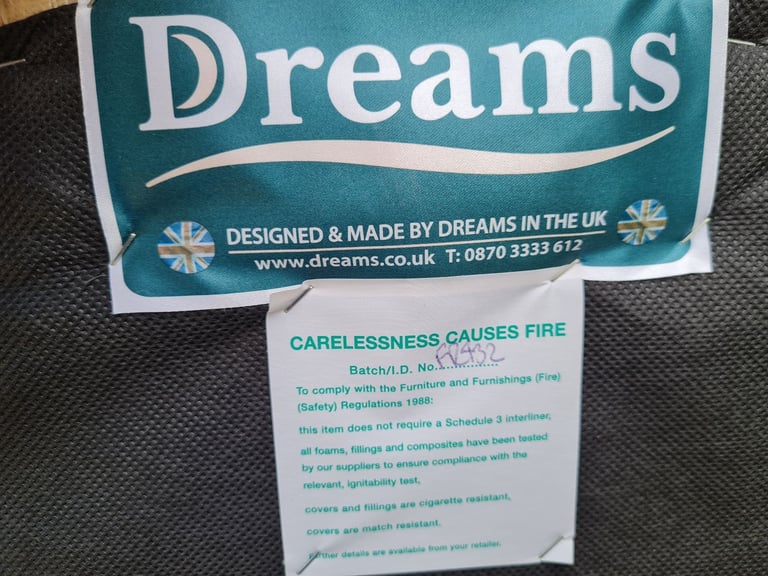 Dreams
DESIGNED & MADE BY DREAMS IN THE UK
www.dreams.co.uk T: 0870 3333 612
CARELESSNESS CAUSES FIRE
Batch/I.D. No.
To comply with the Furniture and Furnishings (Fire)
(Safety) Regulations 1988:
this item does not require a Schedule 3 interliner,
all foams, fillings and composites have been tested
by our suppliers to ensure compliance with the
relevant, ignitability test,
covers and fillings are cigarette resistant,
covers are match resistant.
Further details are available from your retailer.